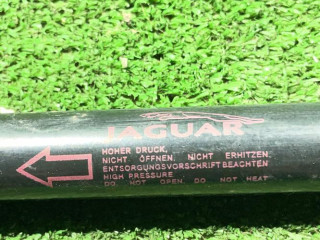 JAGUAR
HOHER DRUCK,
NICHT ÖFFNEN, NICHT ERHITZEN,
ENTSORGUNGSVORSCHRIFT BEACHTEN
HIGH PRESSURE
DO NOT OPEN, DO NOT HEAT